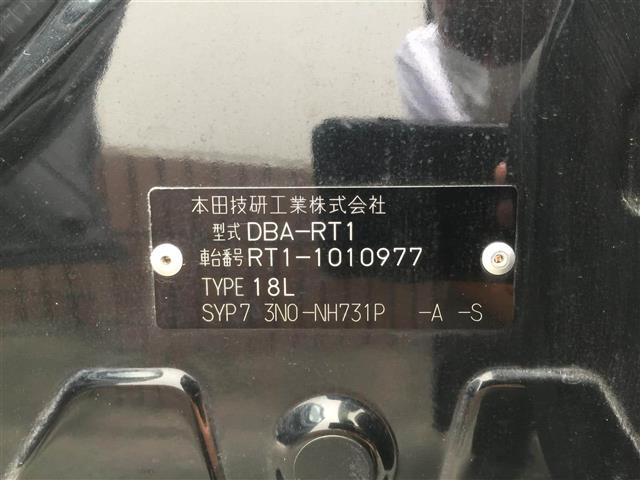 本田技研工業株式会社
型式 DBA-RT1
車台番号 RT1-1010977
TYPE 18L
SYP7 3N0-NH731P -A -S